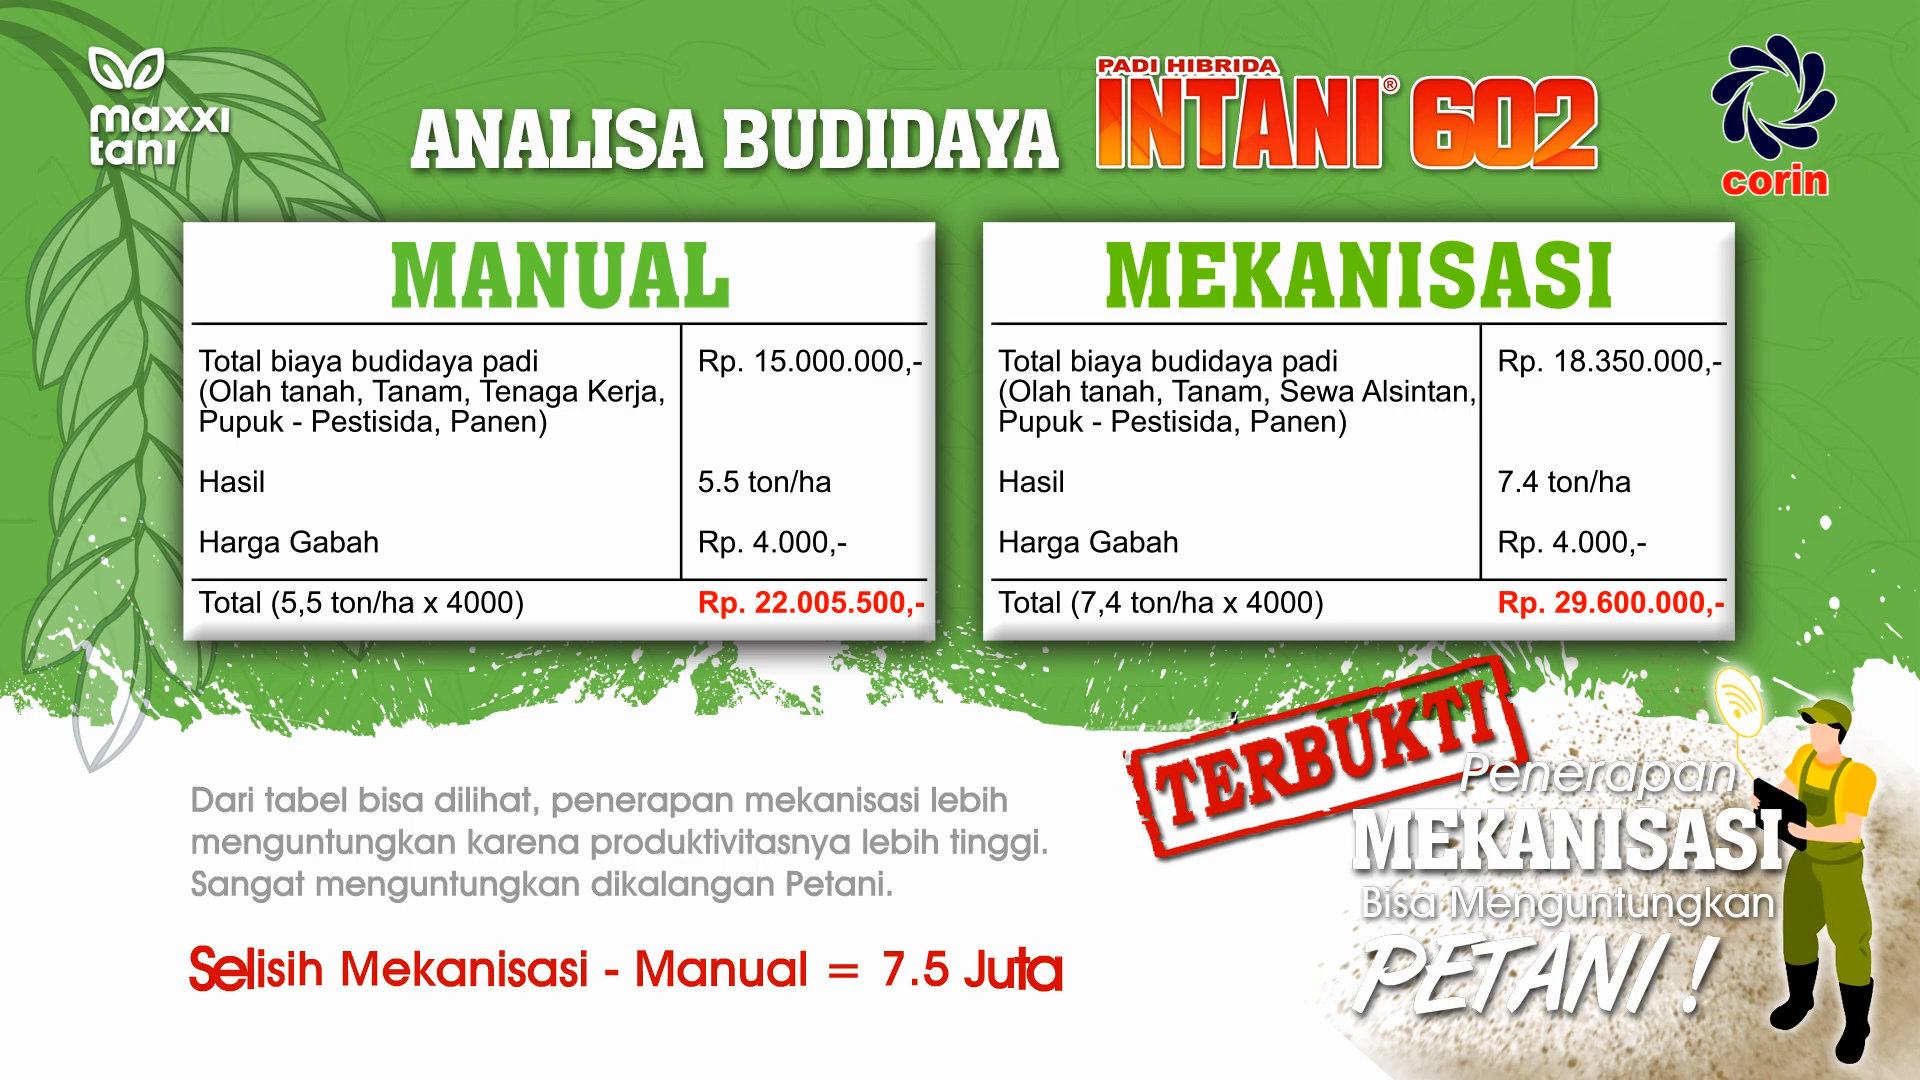 maxxi
tani
ANALISA BUDIDAYA
PADI HIBRIDA
INTANI® 602
corin
MANUAL
Total biaya budidaya padi Rp. 15.000.000,-
(Olah tanah, Tanam, Tenaga Kerja,
Pupuk - Pestisida, Panen)
Hasil 5.5 ton/ha
Harga Gabah Rp. 4.000,-
Total (5,5 ton/ha x 4000) Rp. 22.005.500,-
MEKANISASI
Total biaya budidaya padi Rp. 18.350.000,-
(Olah tanah, Tanam, Sewa Alsintan,
Pupuk - Pestisida, Panen)
Hasil 7.4 ton/ha
Harga Gabah Rp. 4.000,-
Total (7,4 ton/ha x 4000) Rp. 29.600.000,-
Dari tabel bisa dilihat, penerapan mekanisasi lebih
menguntungkan karena produktivitasnya lebih tinggi.
Sangat menguntungkan dikalangan Petani.
Selisih Mekanisasi - Manual = 7.5 Juta
TERBUKTI
Penerapan
MEKANISASI
Bisa Menguntungkan
PETANI !